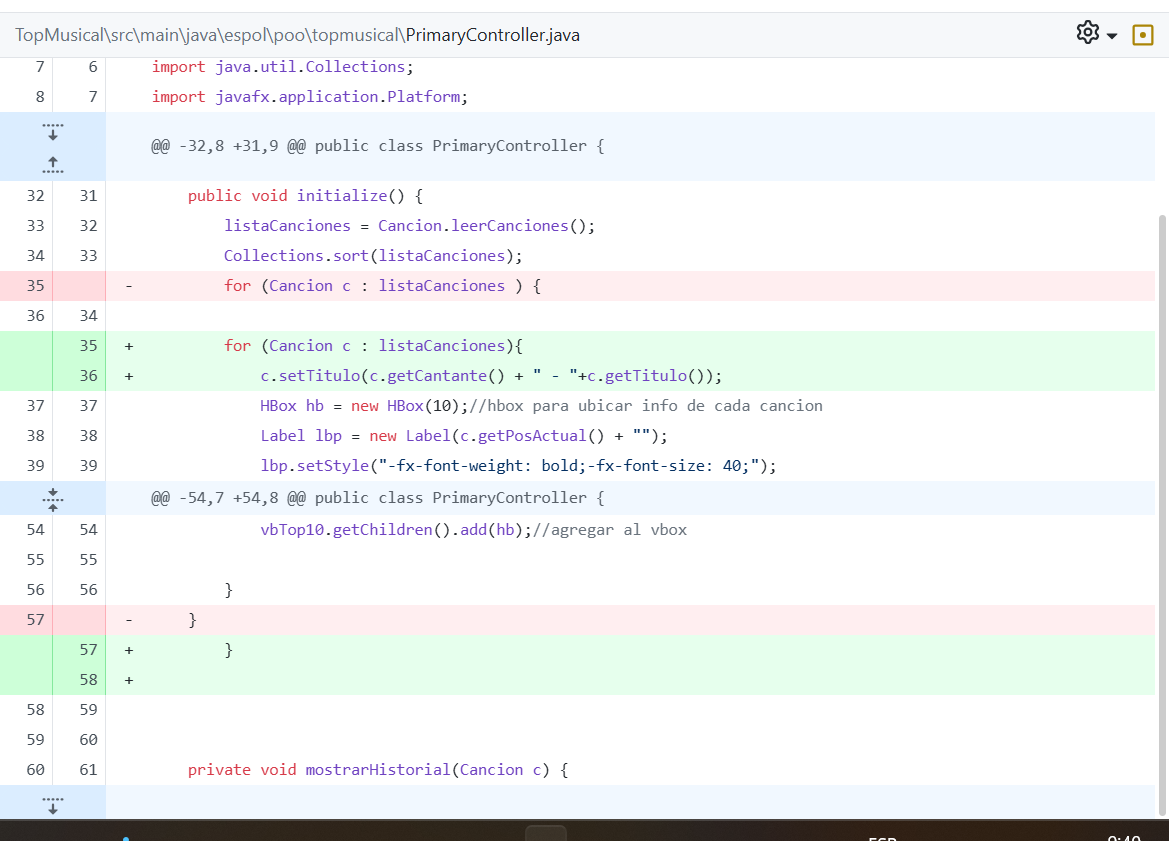 TopMusical\src\main\java\espol\poo\topmusical\PrimaryController.java
7 6 import java.util.Collections;
8 7 import javafx.application.Platform;
@@ -32,8 +31,9 @@ public class PrimaryController {
32 31 public void initialize() {
33 32 listaCanciones = Cancion.leerCanciones();
34 33 Collections.sort(listaCanciones);
35 - for (Cancion c : listaCanciones ) {
36 34
35 + for (Cancion c : listaCanciones){
36 + c.setTitulo(c.getCantante() + " - "+c.getTitulo());
37 37 HBox hb = new HBox(10);//hbox para ubicar info de cada cancion
38 38 Label lbp = new Label(c.getPosActual() + "");
39 39 lbp.setStyle("-fx-font-weight: bold;-fx-font-size: 40;");
@@ -54,7 +54,8 @@ public class PrimaryController {
54 54 vbTop10.getChildren().add(hb);//agregar al vbox
55 55
56 56 }
57 - }
57 + }
58 +
58 59
59 60
60 61 private void mostrarHistorial(Cancion c) {